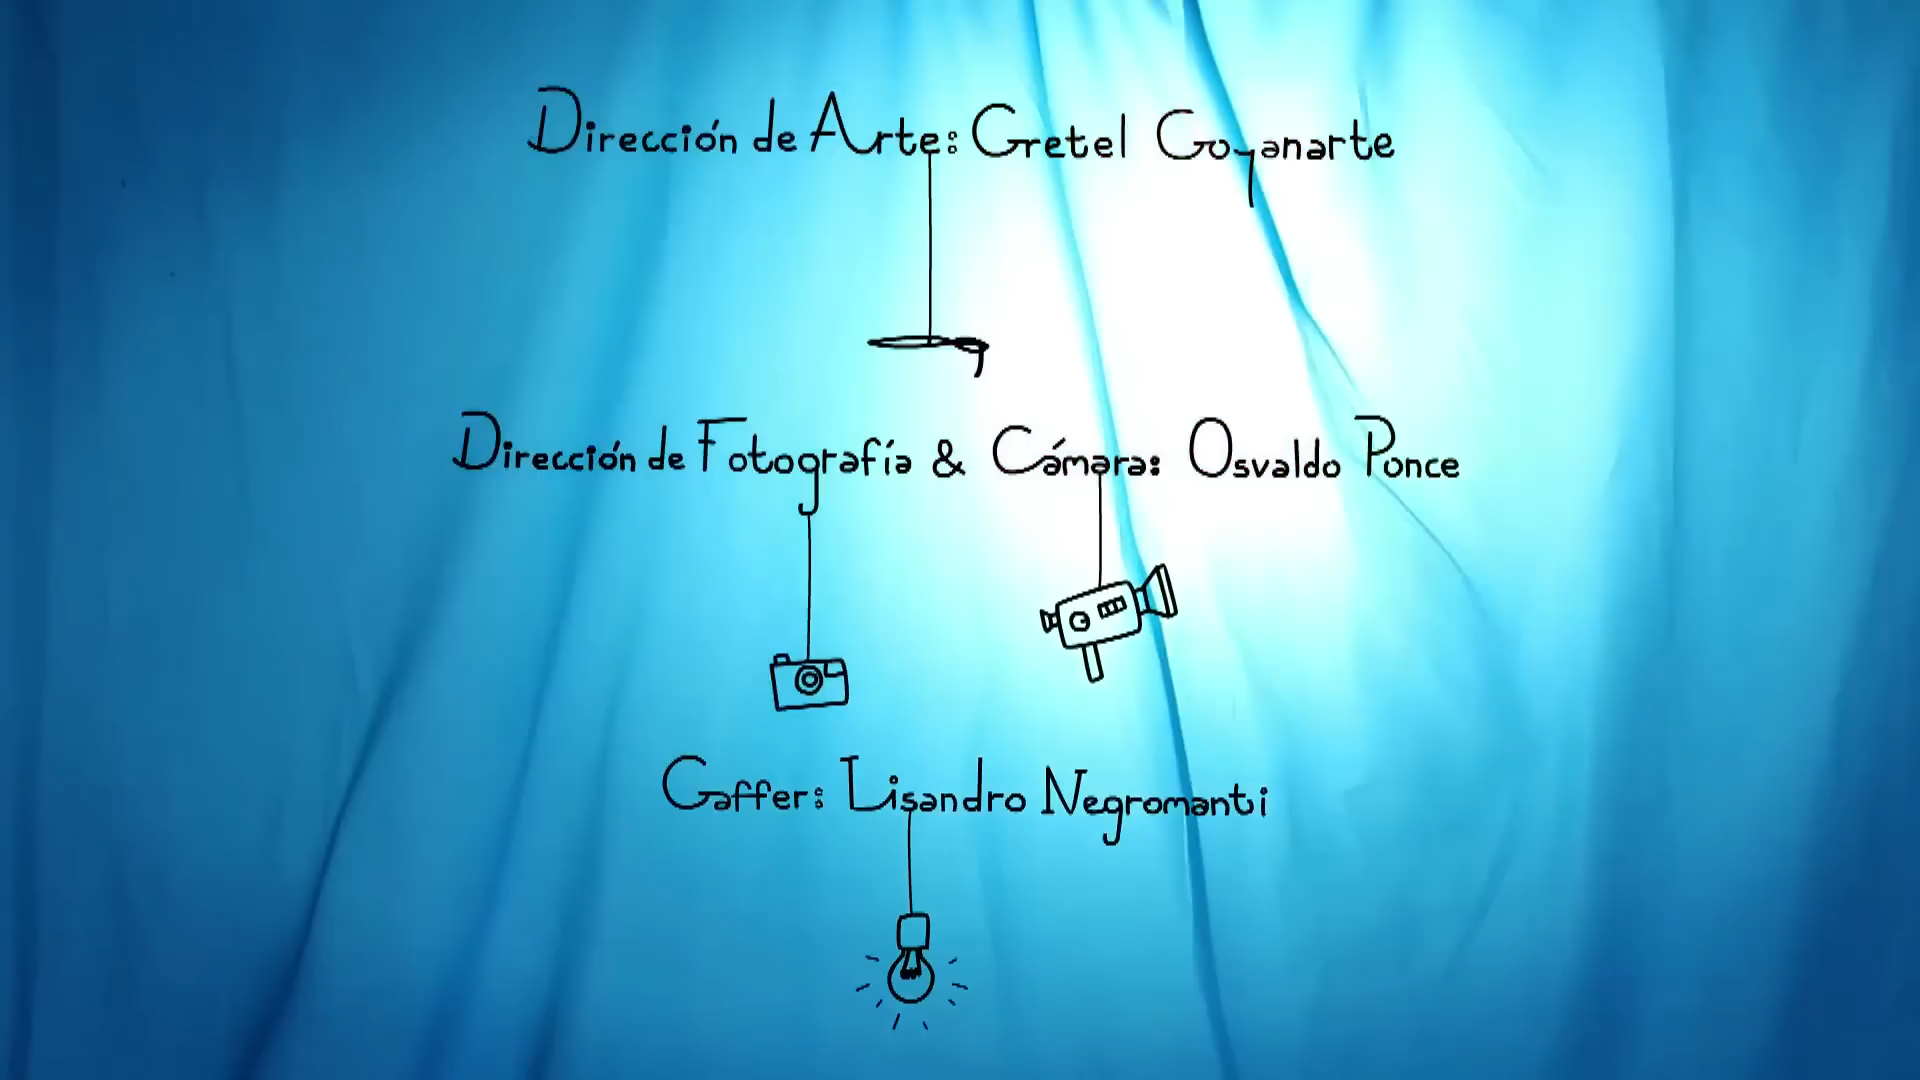 Dirección de Arte: Gretel Goyanarte
Dirección de Fotografía & Cámara: Osvaldo Ponce
Gaffer: Lisandro Negromanti